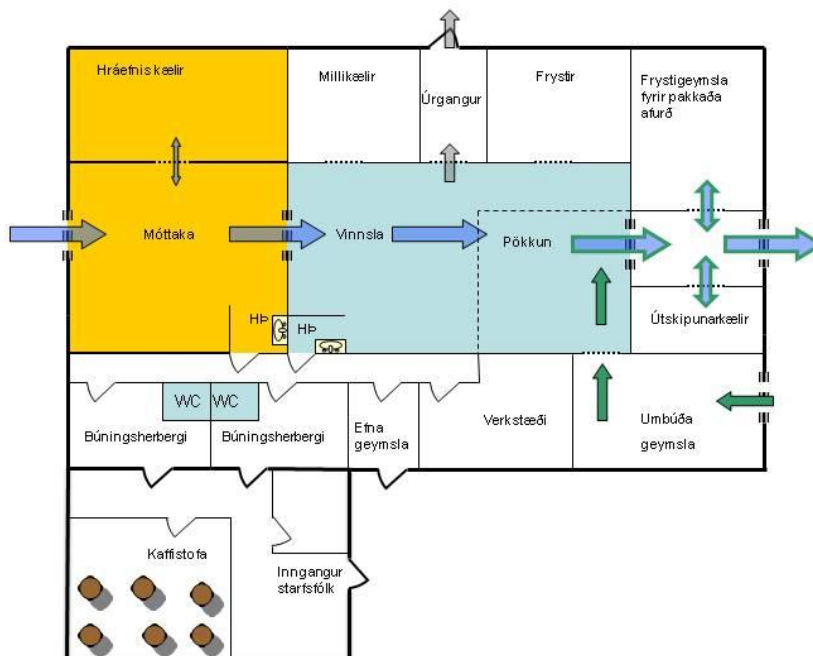 Hráefnis kælir
Millikælir
Úrgangur
Frystir
Frystigeymsla
fyrir pakkaða
afurð
Móttaka
Vinnsla
Pökkun
HÞ
HÞ
Útskipunarkælir
WC
WC
Búningsherbergi
Búningsherbergi
Efna
geymsla
Verkstæði
Umbúða
geymsla
Kaffistofa
Inngangur
starfsfólk